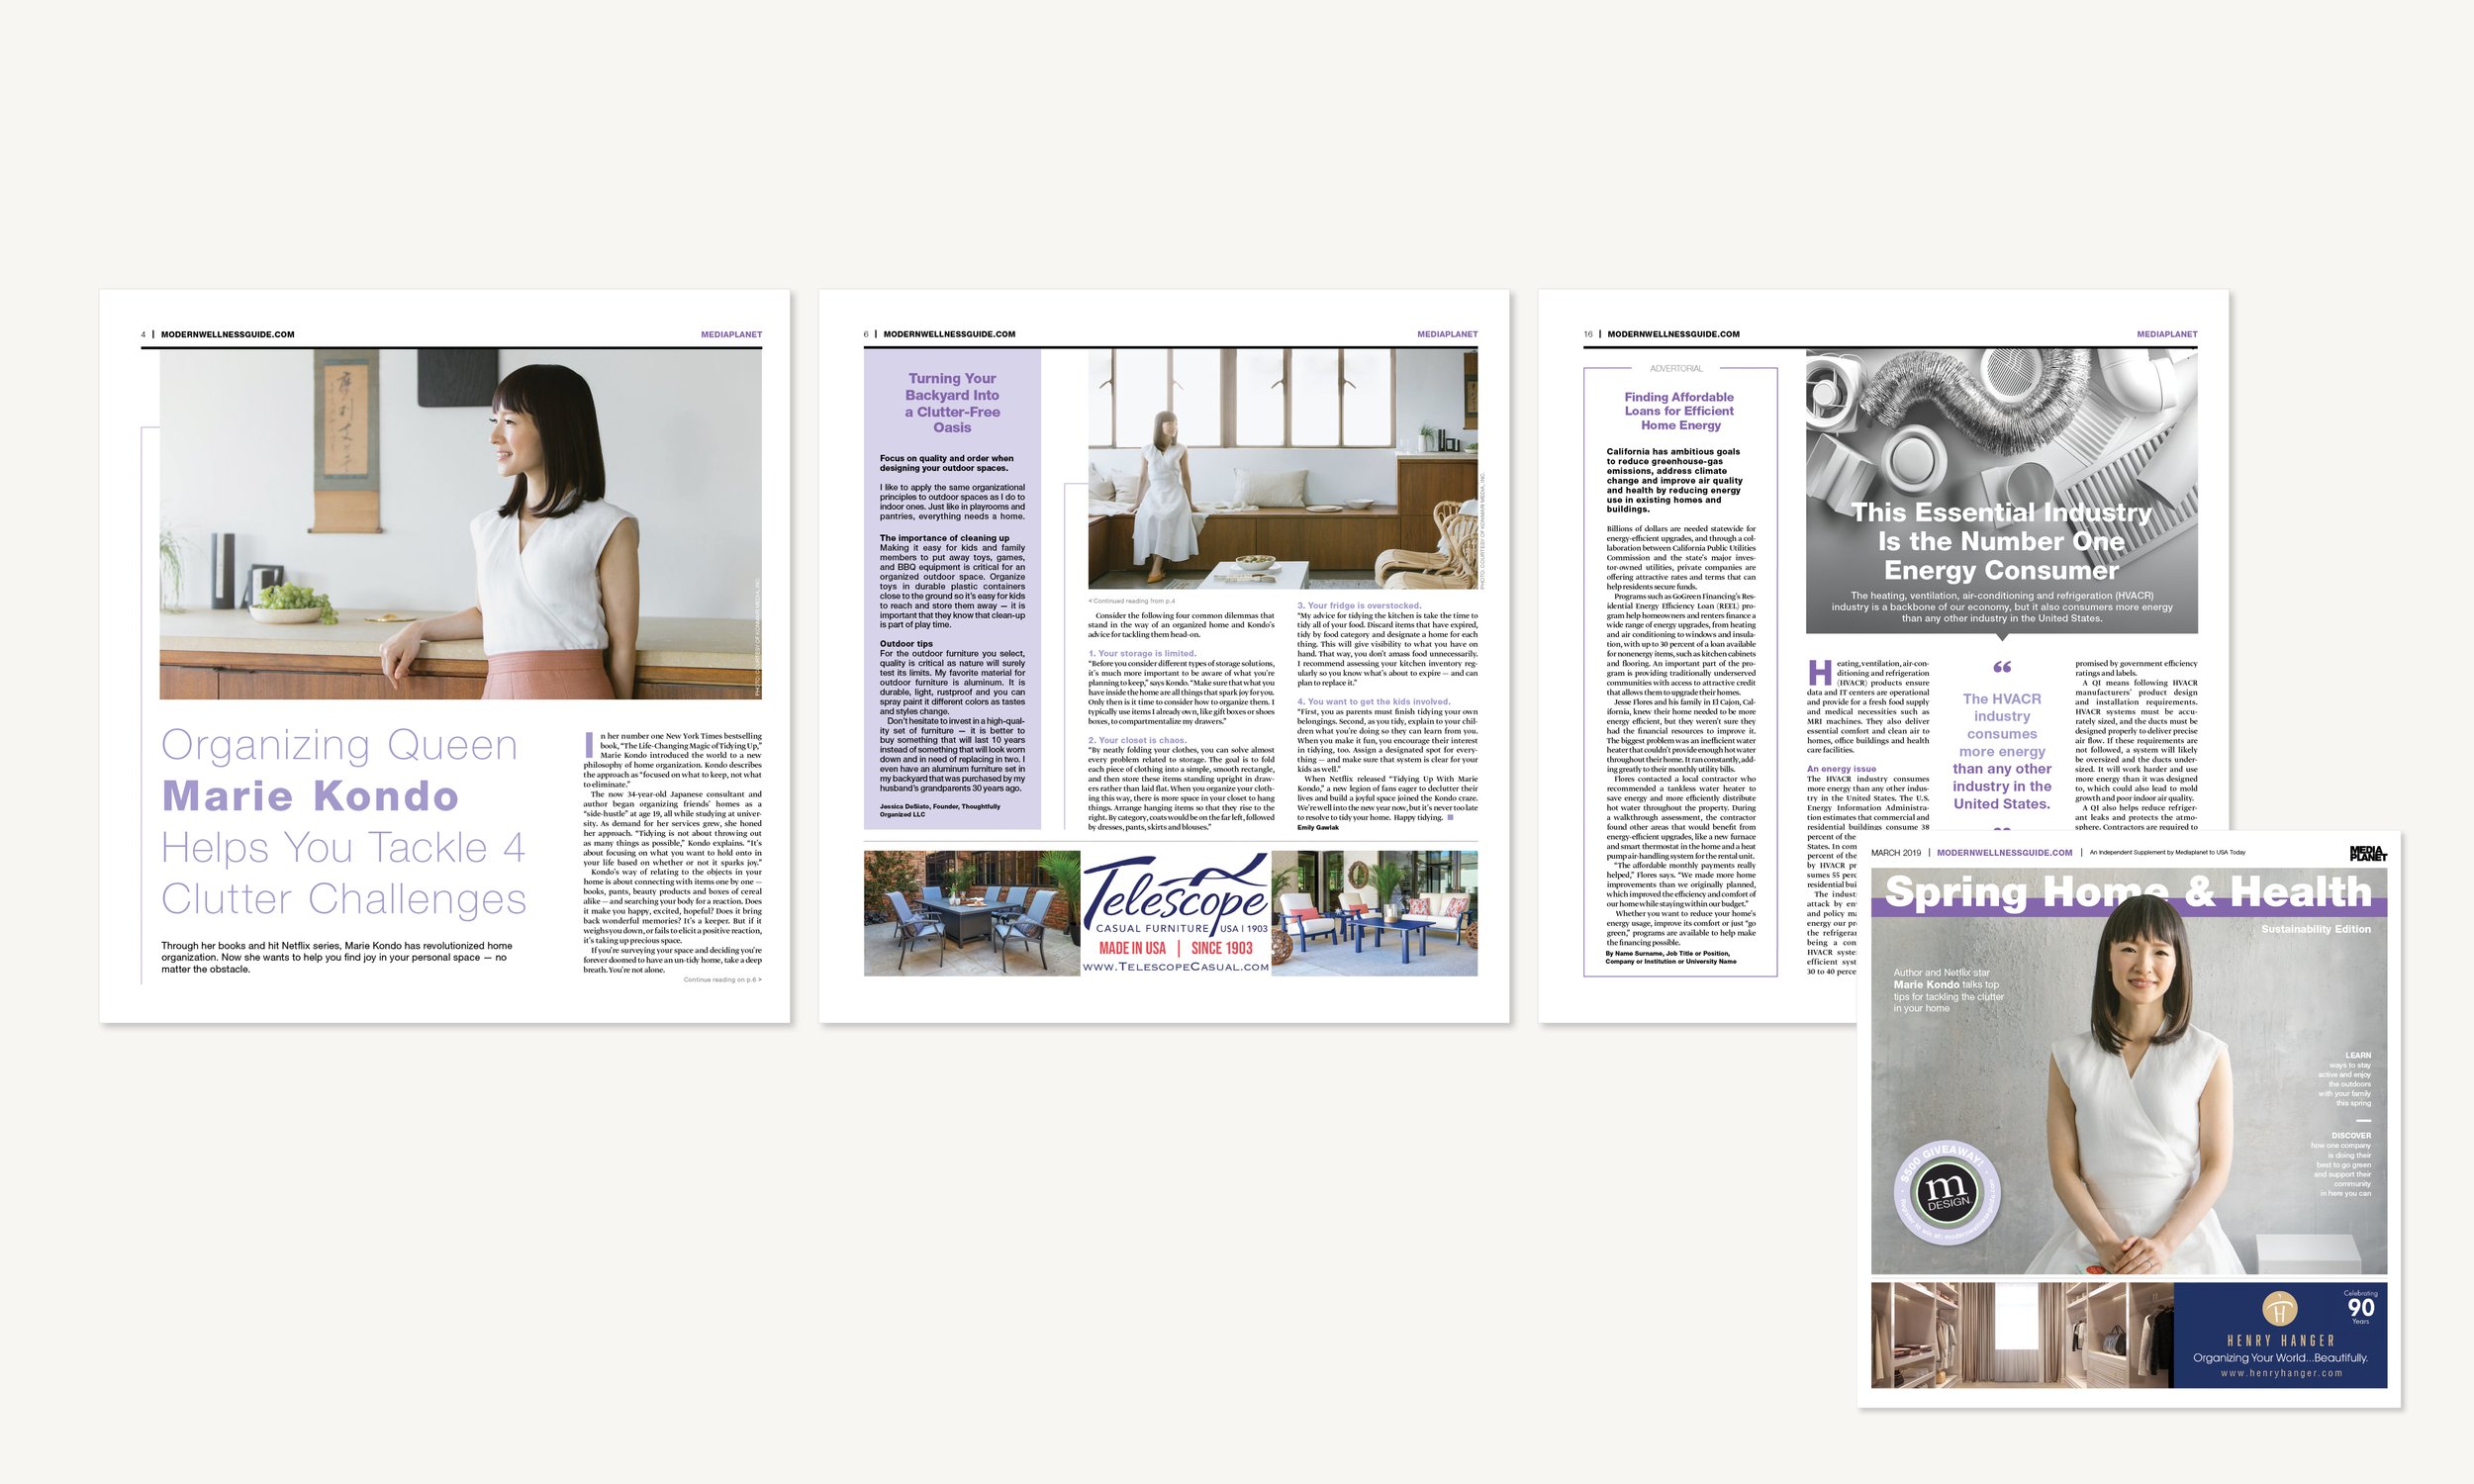 4 | MODERNWELLNESSGUIDE.COM
MEDIAPLANET
PHOTO: COURTESY OF KONMARI MEDIA, INC.
Organizing Queen
Marie Kondo
Helps You Tackle 4
Clutter Challenges
Through her books and hit Netflix series, Marie Kondo has revolutionized home
organization. Now she wants to help you find joy in your personal space — no
matter the obstacle.
In her number one New York Times bestselling
book, “The Life-Changing Magic of Tidying Up,”
Marie Kondo introduced the world to a new
philosophy of home organization. Kondo describes
the approach as “focused on what to keep, not what
to eliminate.”
The now 34-year-old Japanese consultant and
author began organizing friends’ homes as a
“side-hustle” at age 19, all while studying at univer-
sity. As demand for her services grew, she honed
her approach. “Tidying is not about throwing out
as many things as possible,” Kondo explains. “It’s
about focusing on what you want to hold onto in
your life based on whether or not it sparks joy.”
Kondo’s way of relating to the objects in your
home is about connecting with items one by one —
books, pants, beauty products and boxes of cereal
alike — and searching your body for a reaction. Does
it make you happy, excited, hopeful? Does it bring
back wonderful memories? It’s a keeper. But if it
weighs you down, or fails to elicit a positive reaction,
it’s taking up precious space.
If you’re surveying your space and deciding you’re
forever doomed to have an un-tidy home, take a deep
breath. You’re not alone.
Continue reading on p.6 >
6 | MODERNWELLNESSGUIDE.COM
MEDIAPLANET
Turning Your
Backyard Into
a Clutter-Free
Oasis
Focus on quality and order when
designing your outdoor spaces.
I like to apply the same organizational
principles to outdoor spaces as I do to
indoor ones. Just like in playrooms and
pantries, everything needs a home.
The importance of cleaning up
Making it easy for kids and family
members to put away toys, games,
and BBQ equipment is critical for an
organized outdoor space. Organize
toys in durable plastic containers
close to the ground so it’s easy for kids
to reach and store them away — it is
important that they know that clean-up
is part of play time.
Outdoor tips
For the outdoor furniture you select,
quality is critical as nature will surely
test its limits. My favorite material for
outdoor furniture is aluminum. It is
durable, light, rustproof and you can
spray paint it different colors as tastes
and styles change.
Don’t hesitate to invest in a high-qual-
ity set of furniture — it is better to
buy something that will last 10 years
instead of something that will look worn
down and in need of replacing in two. I
even have an aluminum furniture set in
my backyard that was purchased by my
husband’s grandparents 30 years ago.
Jessica DeSiato, Founder, Thoughtfully
Organized LLC
PHOTO: COURTESY OF KONMARI MEDIA, INC.
< Continued reading from p.4
Consider the following four common dilemmas that
stand in the way of an organized home and Kondo’s
advice for tackling them head-on.
1. Your storage is limited.
“Before you consider different types of storage solutions,
it’s much more important to be aware of what you’re
planning to keep,” says Kondo. “Make sure that what you
have inside the home are all things that spark joy for you.
Only then is it time to consider how to organize them. I
typically use items I already own, like gift boxes or shoes
boxes, to compartmentalize my drawers.”
2. Your closet is chaos.
“By neatly folding your clothes, you can solve almost
every problem related to storage. The goal is to fold
each piece of clothing into a simple, smooth rectangle,
and then store these items standing upright in draw-
ers rather than laid flat. When you organize your cloth-
ing this way, there is more space in your closet to hang
things. Arrange hanging items so that they rise to the
right. By category, coats would be on the far left, followed
by dresses, pants, skirts and blouses.”
3. Your fridge is overstocked.
“My advice for tidying the kitchen is take the time to
tidy all of your food. Discard items that have expired,
tidy by food category and designate a home for each
thing. This will give visibility to what you have on
hand. That way, you don’t amass food unnecessarily.
I recommend assessing your kitchen inventory reg-
ularly so you know what’s about to expire — and can
plan to replace it.”
4. You want to get the kids involved.
“First, you as parents must finish tidying your own
belongings. Second, as you tidy, explain to your chil-
dren what you’re doing so they can learn from you.
When you make it fun, you encourage their interest
in tidying, too. Assign a designated spot for every-
thing — and make sure that system is clear for your
kids as well.”
When Netflix released “Tidying Up With Marie
Kondo,” a new legion of fans eager to declutter their
lives and build a joyful space joined the Kondo craze.
We’re well into the new year now, but it’s never too late
to resolve to tidy your home. Happy tidying.
Emily Gawlak
Telescope
CASUAL FURNITURE USA | 1903
MADE IN USA | SINCE 1903
WWW.TELESCOPECASUAL.COM
16 | MODERNWELLNESSGUIDE.COM
MEDIAPLANET
ADVERTORIAL
Finding Affordable
Loans for Efficient
Home Energy
California has ambitious goals
to reduce greenhouse-gas
emissions, address climate
change and improve air quality
and health by reducing energy
use in existing homes and
buildings.
Billions of dollars are needed statewide for
energy-efficient upgrades, and through a col-
laboration between California Public Utilities
Commission and the state’s major inves-
tor-owned utilities, private companies are
offering attractive rates and terms that can
help residents secure funds.
Programs such as GoGreen Financing’s Res-
idential Energy Efficiency Loan (REEL) pro-
gram help homeowners and renters finance a
wide range of energy upgrades, from heating
and air conditioning to windows and insula-
tion, with up to 30 percent of a loan available
for nonenergy items, such as kitchen cabinets
and flooring. An important part of the pro-
gram is providing traditionally underserved
communities with access to attractive credit
that allows them to upgrade their homes.
Jesse Flores and his family in El Cajon, Cal-
ifornia, knew their home needed to be more
energy efficient, but they weren’t sure they
had the financial resources to improve it.
The biggest problem was an inefficient water
heater that couldn’t provide enough hot water
throughout their home. It ran constantly, add-
ing greatly to their monthly utility bills.
Flores contacted a local contractor who
recommended a tankless water heater to
save energy and more efficiently distribute
hot water throughout the property. During
a walkthrough assessment, the contractor
found other areas that would benefit from
energy-efficient upgrades, like a new furnace
and smart thermostat in the home and a heat
pump air-handling system for the rental unit.
“The affordable monthly payments really
helped,” Flores says. “We made more home
improvements than we originally planned,
which improved the efficiency and comfort of
our home while staying within our budget.”
Whether you want to reduce your home’s
energy usage, improve its comfort or just “go
green,” programs are available to help make
the financing possible.
By Name Surname, Job Title or Position,
Company or Institution or University Name
This Essential Industry
Is the Number One
Energy Consumer
The heating, ventilation, air-conditioning and refrigeration (HVACR)
industry is a backbone of our economy, but it also consumers more energy
than any other industry in the United States.
Heating, ventilation, air-con-
ditioning and refrigeration
(HVACR) products ensure
data and IT centers are operational
and provide for a fresh food supply
and medical necessities such as
MRI machines. They also deliver
essential comfort and clean air to
homes, office buildings and health
care facilities.
An energy issue
The HVACR industry consumes
more energy than any other indus-
try in the United States. The U.S.
Energy Information Administra-
tion estimates that commercial and
residential buildings consume 38
percent of the
States. In com
percent of the
by HVACR pr
sumes 55 perc
residential bui
The indust
attack by en
and policy ma
energy our pr
the refrigeran
being a con
HVACR syste
efficient syst
30 to 40 perce
“
The HVACR
industry
consumes
more energy
than any other
industry in the
United States.
”
promised by government efficiency
ratings and labels.
A QI means following HVACR
manufacturers’ product design
and installation requirements.
HVACR systems must be accu-
rately sized, and the ducts must be
designed properly to deliver precise
air flow. If these requirements are
not followed, a system will likely
be oversized and the ducts under-
sized. It will work harder and use
more energy than it was designed
to, which could also lead to mold
growth and poor indoor air quality.
A QI also helps reduce refriger-
ant leaks and protects the atmo-
sphere. Contractors are required to
MARCH 2019 | MODERNWELLNESSGUIDE.COM | An Independent Supplement by Mediaplanet to USA Today
MEDIA
PLANET
Spring Home & Health
Sustainability Edition
Author and Netflix star
Marie Kondo talks top
tips for tackling the clutter
in your home
LEARN
ways to stay
active and enjoy
the outdoors
with your family
this spring
DISCOVER
how one company
is doing their
best to go green
and support their
community
in here you can
$500 GIVEAWAY!
m
DESIGN
Celebrating
90
Years
H
HENRY HANGER
Organizing Your World...Beautifully.
www.henryhanger.com